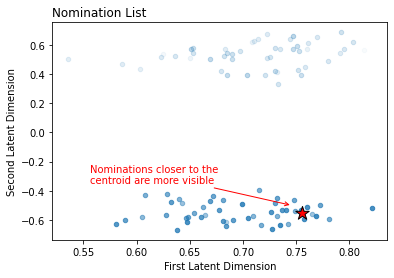 Nomination List
0.6
0.4
0.2
0.0
−0.2
−0.4
−0.6
Second Latent Dimension
Nominations closer to the
centroid are more visible
0.55
0.60
0.65
0.70
0.75
0.80
First Latent Dimension